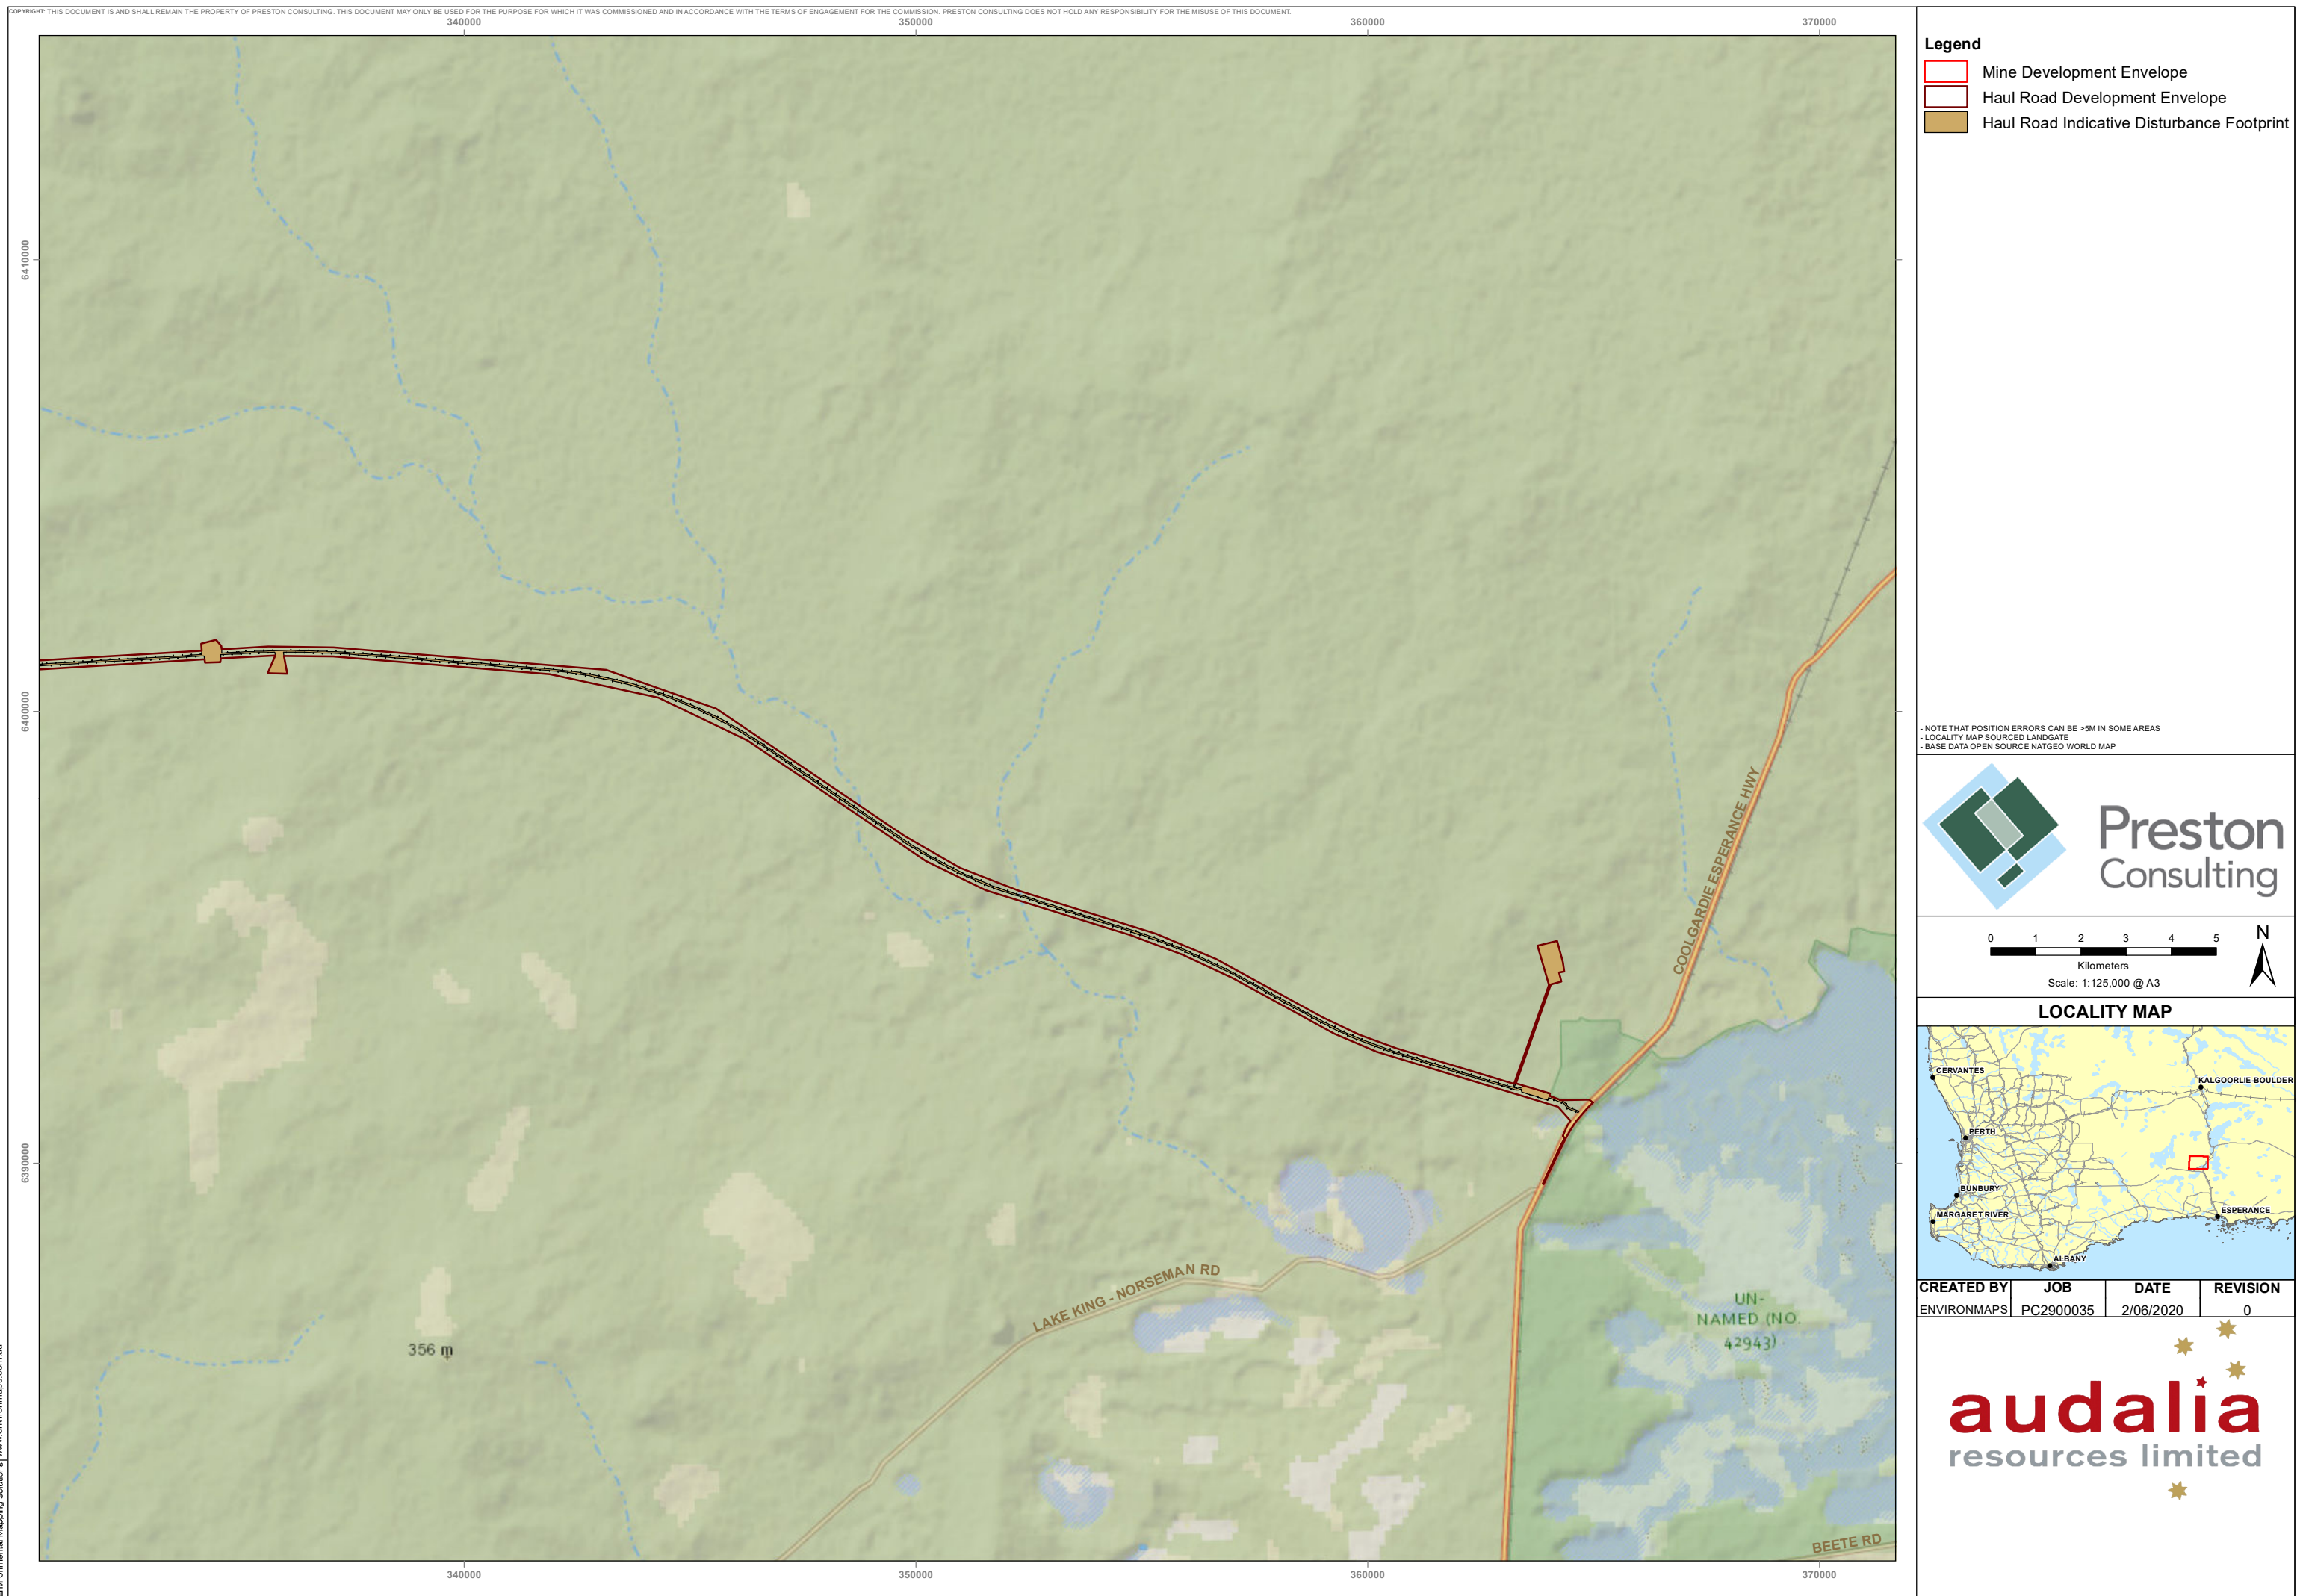 COPYRIGHT: THIS DOCUMENT IS AND SHALL REMAIN THE PROPERTY OF PRESTON CONSULTING. THIS DOCUMENT MAY ONLY BE USED FOR THE PURPOSE FOR WHICH IT WAS COMMISSIONED AND IN ACCORDANCE WITH THE TERMS OF ENGAGEMENT FOR THE COMMISSION. PRESTON CONSULTING DOES NOT HOLD ANY RESPONSIBILITY FOR THE MISUSE OF THIS DOCUMENT.
340000
350000
360000
370000
6410000
6400000
6390000
COOLGARDIE ESPERANCE HWY
LAKE KING - NORSEMAN RD
UN-
NAMED (NO.
42943)
356 m
BEETE RD
340000
350000
360000
370000
Legend
Mine Development Envelope
Haul Road Development Envelope
Haul Road Indicative Disturbance Footprint
- NOTE THAT POSITION ERRORS CAN BE >5M IN SOME AREAS
- LOCALITY MAP SOURCED LANDGATE
- BASE DATA OPEN SOURCE NATGEO WORLD MAP
Preston
Consulting
0 1 2 3 4 5
Kilometers
Scale: 1:125,000 @ A3
N
LOCALITY MAP
CERVANTES
KALGOORLIE-BOULDER
PERTH
BUNBURY
MARGARET RIVER
ESPERANCE
ALBANY
CREATED BY JOB DATE REVISION
ENVIRONMAPS PC2900035 2/06/2020 0
audalia
resources limited